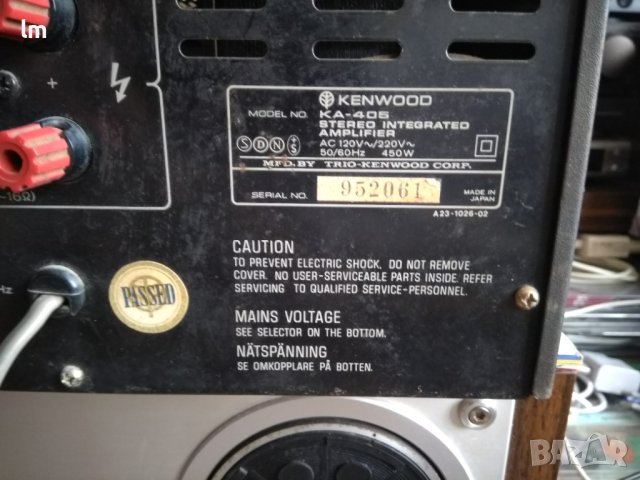 lm
KENWOOD
MODEL NO. KA-405
STEREO INTEGRATED
AMPLIFIER
S D N
AC 120V~/220V~
50/60Hz 450W
MFD. BY TRIO-KENWOOD CORP.
SERIAL NO. 952061
MADE IN
JAPAN
A23-1026-02
+
~16Ω)
Hz
PASSED
CAUTION
TO PREVENT ELECTRIC SHOCK, DO NOT REMOVE
COVER. NO USER-SERVICEABLE PARTS INSIDE. REFER
SERVICING TO QUALIFIED SERVICE-PERSONNEL.
MAINS VOLTAGE
SEE SELECTOR ON THE BOTTOM.
NÄTSPÄNNING
SE OMKOPPLARE PÅ BOTTEN.
BAZAR